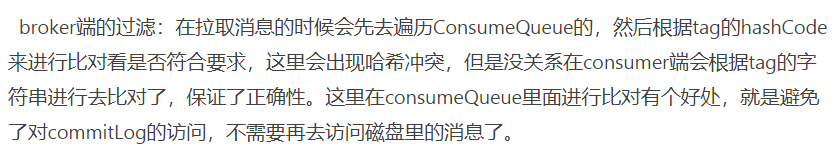 broker端的过滤：在拉取消息的时候会先去遍历ConsumeQueue的，然后根据tag的hashCode
来进行比对看是否符合要求，这里会出现哈希冲突，但是没关系在consumer端会根据tag的字
符串进行去比对了，保证了正确性。这里在consumeQueue里面进行比对有个好处，就是避免
了对commitLog的访问，不需要再去访问磁盘里的消息了。